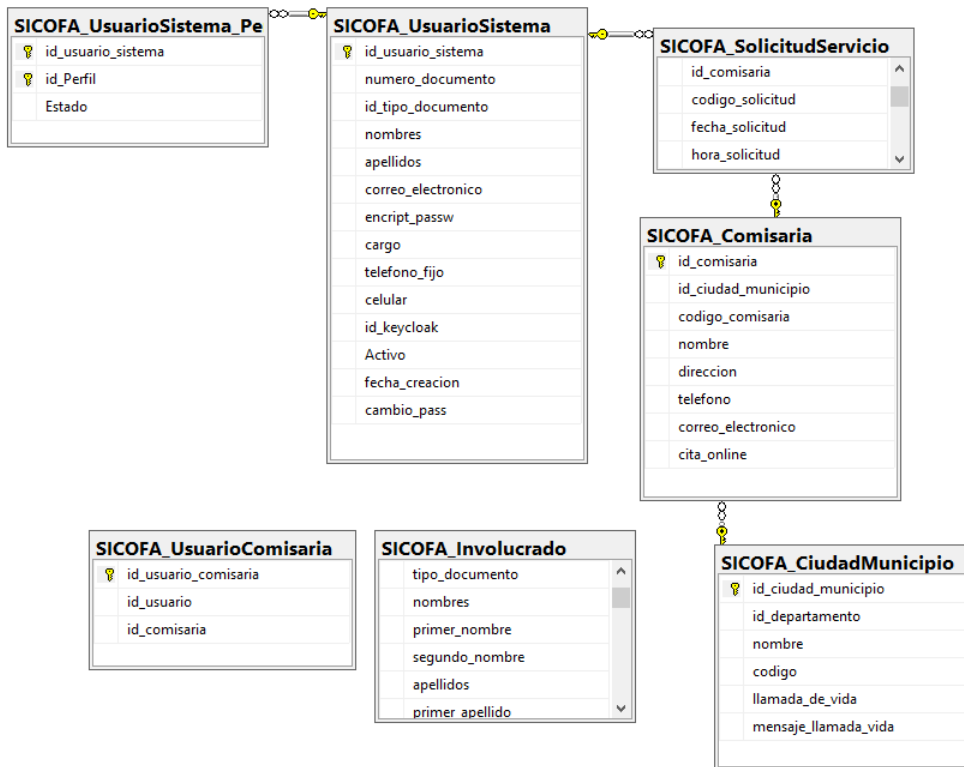 SICOFA_UsuarioSistema_Pe
id_usuario_sistema
id_Perfil
Estado
SICOFA_UsuarioSistema
id_usuario_sistema
numero_documento
id_tipo_documento
nombres
apellidos
correo_electronico
encript_passw
cargo
telefono_fijo
celular
id_keycloak
Activo
fecha_creacion
cambio_pass
SICOFA_SolicitudServicio
id_comisaria
codigo_solicitud
fecha_solicitud
hora_solicitud
SICOFA_Comisaria
id_comisaria
id_ciudad_municipio
codigo_comisaria
nombre
direccion
telefono
correo_electronico
cita_online
SICOFA_UsuarioComisaria
id_usuario_comisaria
id_usuario
id_comisaria
SICOFA_Involucrado
tipo_documento
nombres
primer_nombre
segundo_nombre
apellidos
primer_apellido
SICOFA_CiudadMunicipio
id_ciudad_municipio
id_departamento
nombre
codigo
llamada_de_vida
mensaje_llamada_vida